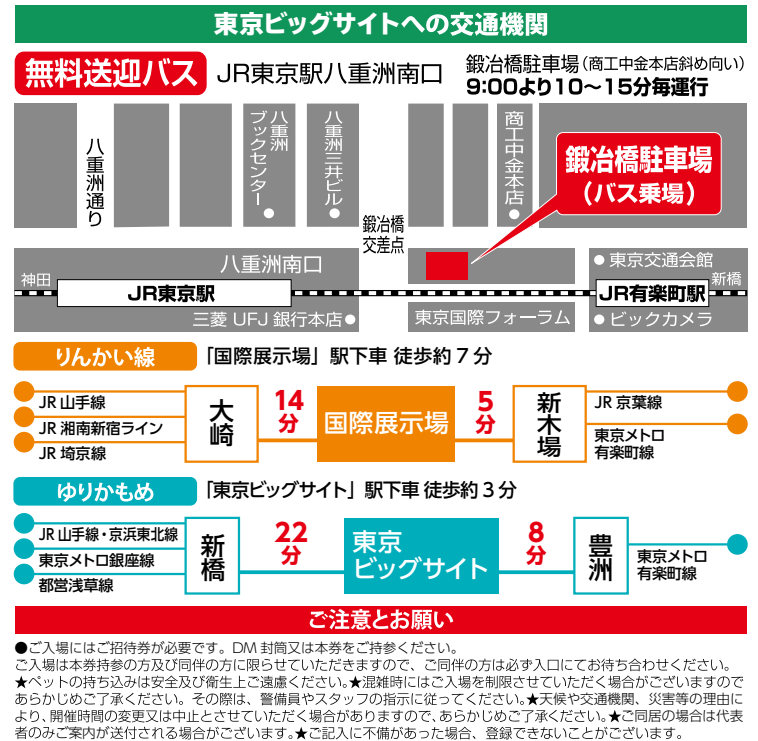 東京ビッグサイトへの交通機関
無料送迎バス
JR東京駅八重洲南口
鍛冶橋駐車場(商工中金本店斜め向い)
9:00より10〜15分毎運行
八重洲通り
八重洲
ブックセンター
八重洲三井ビル
商工中金本店
鍛冶橋駐車場
(バス乗場)
鍛冶橋
交差点
八重洲南口
東京交通会館
神田
新橋
JR東京駅
JR有楽町駅
三菱 UFJ 銀行本店
東京国際フォーラム
ビックカメラ
りんかい線
「国際展示場」駅下車 徒歩約7分
JR 山手線
JR 湘南新宿ライン
JR 埼京線
大崎
14
分
国際展示場
5
分
新木場
JR 京葉線
東京メトロ
有楽町線
ゆりかもめ
「東京ビッグサイト」駅下車 徒歩約3分
JR 山手線・京浜東北線
東京メトロ銀座線
都営浅草線
新橋
22
分
東京
ビッグサイト
8
分
豊洲
東京メトロ
有楽町線
ご注意とお願い
●ご入場にはご招待券が必要です。DM 封筒又は本券をご持参ください。
ご入場は本券持参の方及び同伴の方に限らせていただきますので、ご同伴の方は必ず入口にてお待ち合わせください。
★ペットの持ち込みは安全及び衛生上ご遠慮ください。★混雑時にはご入場を制限させていただく場合がございますので
あらかじめご了承ください。その際は、警備員やスタッフの指示に従ってください。★天候や交通機関、災害等の理由に
より、開催時間の変更又は中止とさせていただく場合がありますので、あらかじめご了承ください。★ご同居の場合は代表
者のみご案内が送付される場合がございます。★ご記入に不備があった場合、登録できないことがございます。